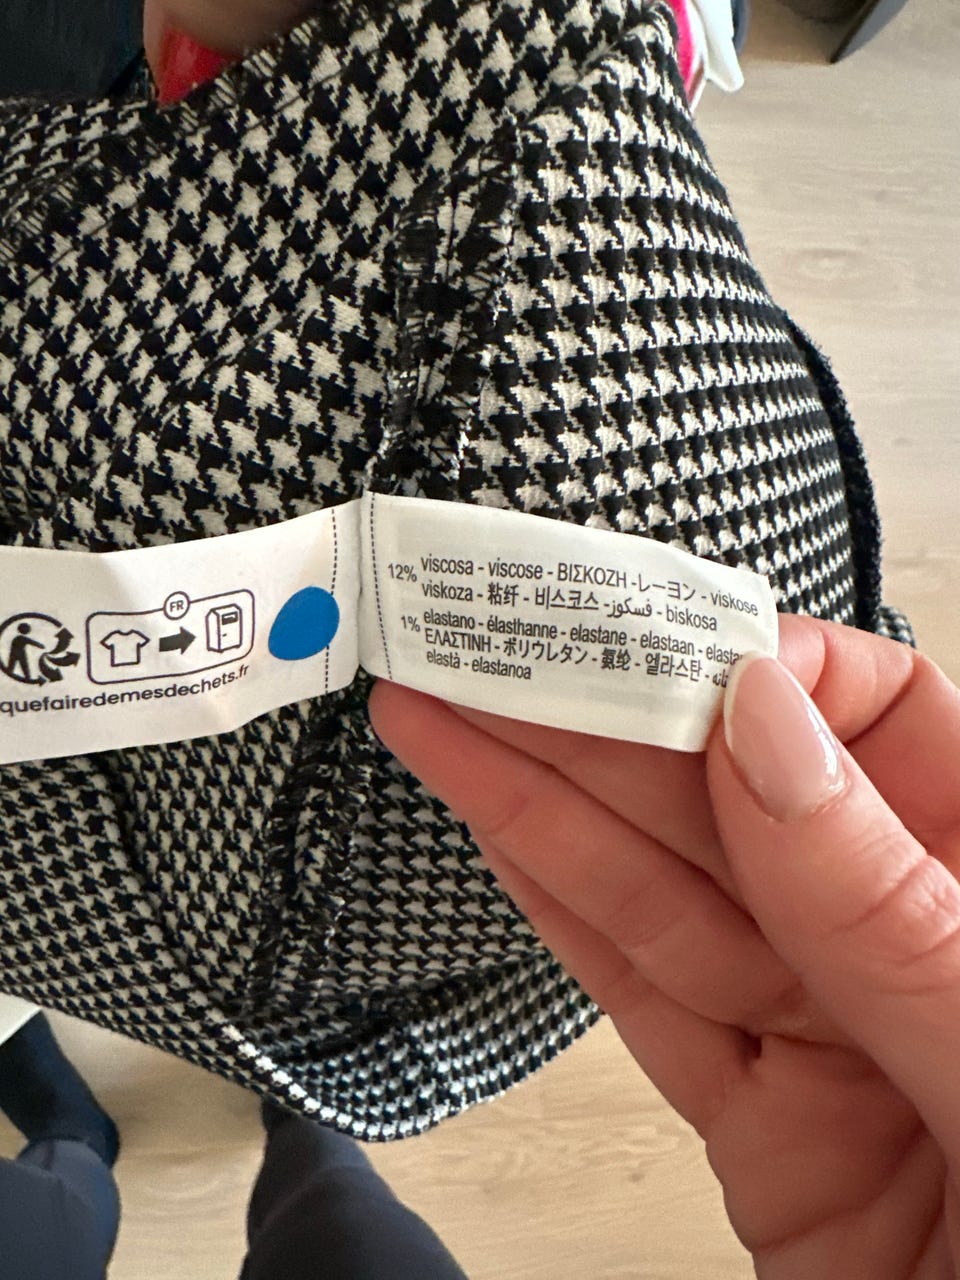 FR
quefairedemesdechets.fr
12% viscosa - viscose - ΒΙΣΚΟΖΗ -レーヨン - viskose
viskoza - 粘纤 - 비스코스 - فسكوز- biskosa
1% elastano - élasthanne - elastane - elastaan -
ΕΛΑΣΤΙΝΗ - ポリウレタン - 氨纶 - 엘라스탄 -
elastà - elastanoa